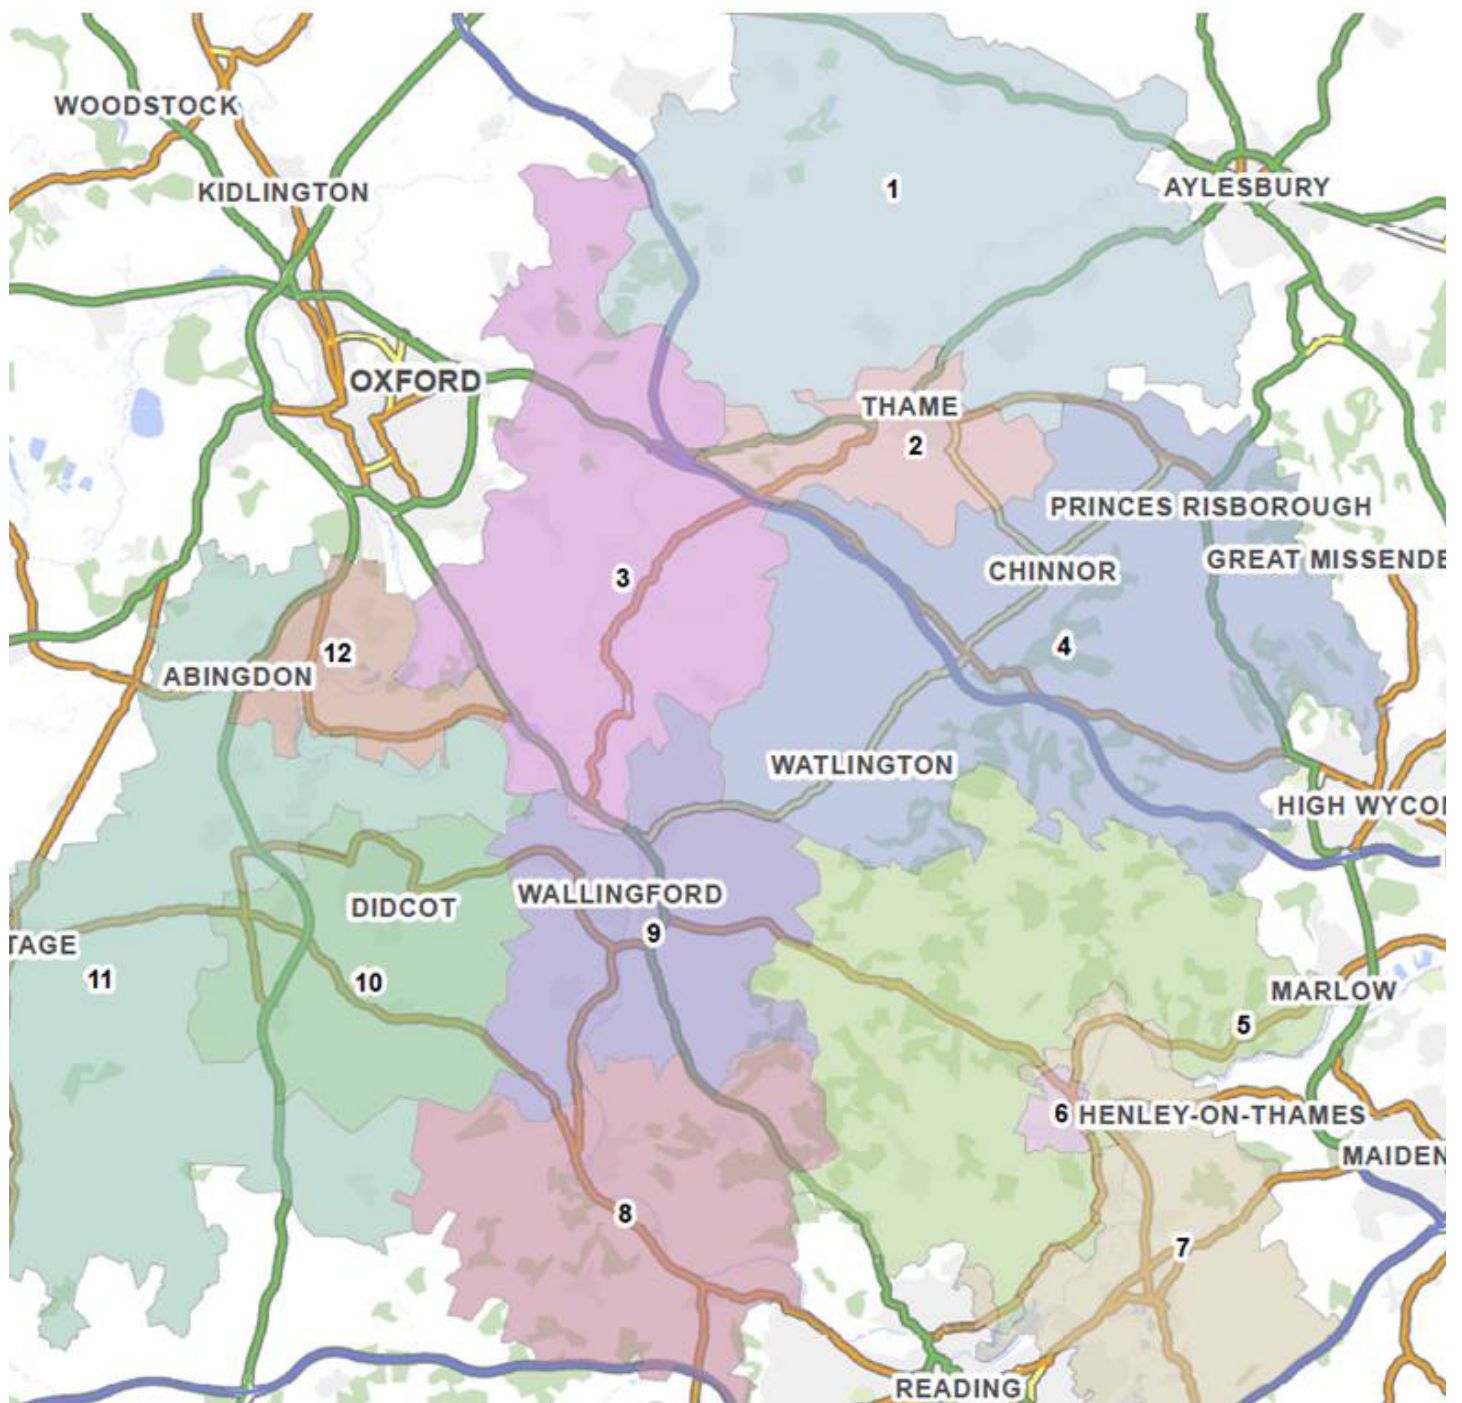 WOODSTOCK
KIDLINGTON
1
AYLESBURY
OXFORD
THAME
2
PRINCES RISBOROUGH
GREAT MISSENDE
CHINNOR
3
4
12
ABINGDON
WATLINGTON
HIGH WYCO
WALLINGFORD
DIDCOT
9
TAGE
11
10
MARLOW
5
6
HENLEY-ON-THAMES
MAIDEN
8
7
READING